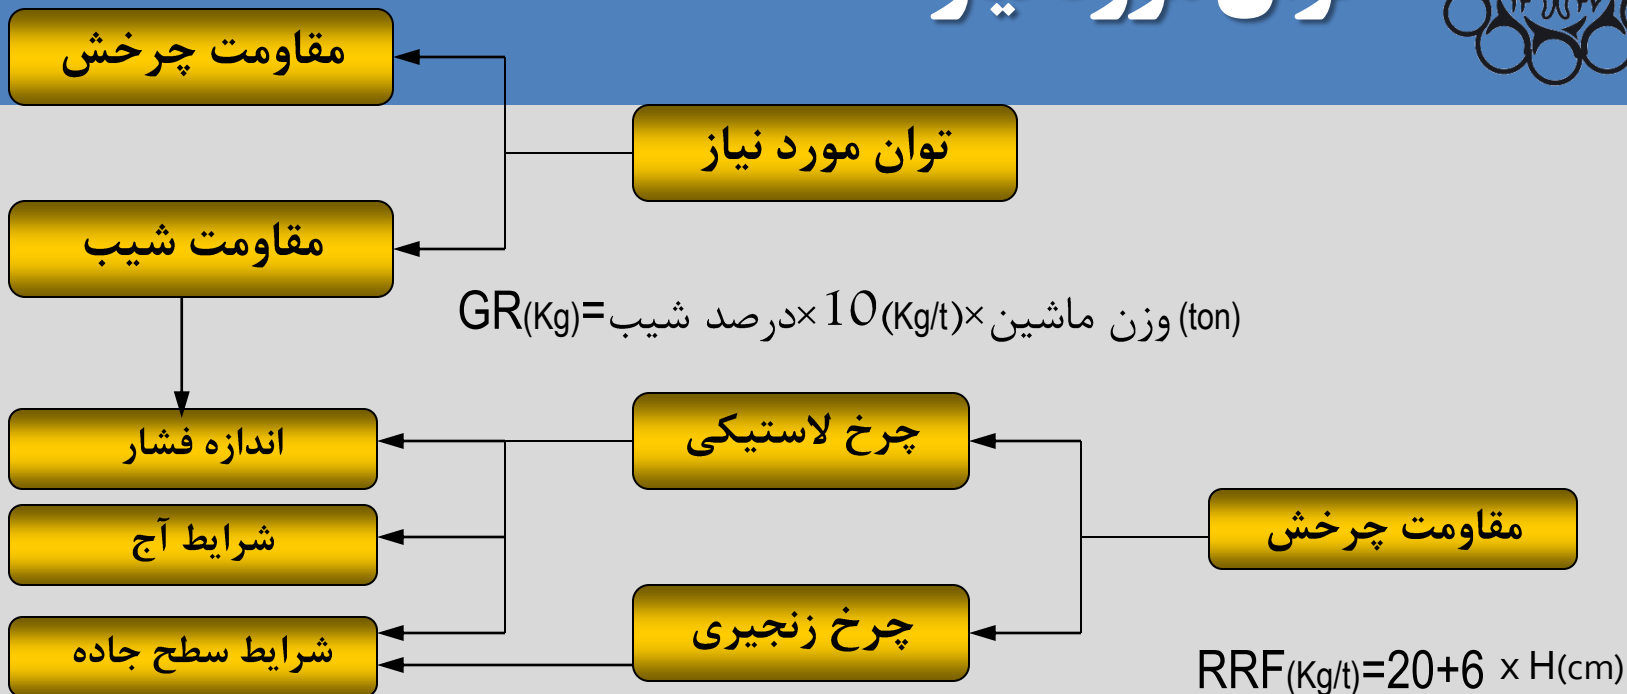 مقاومت چرخش
توان مورد نیاز
مقاومت شیب
GR(Kg)=درصد شیب×10(Kg/t)×وزن ماشین(ton)
چرخ لاستیکی
اندازه فشار
مقاومت چرخش
شرایط آج
چرخ زنجیری
شرایط سطح جاده
RRF(Kg/t)=20+6 x H(cm)